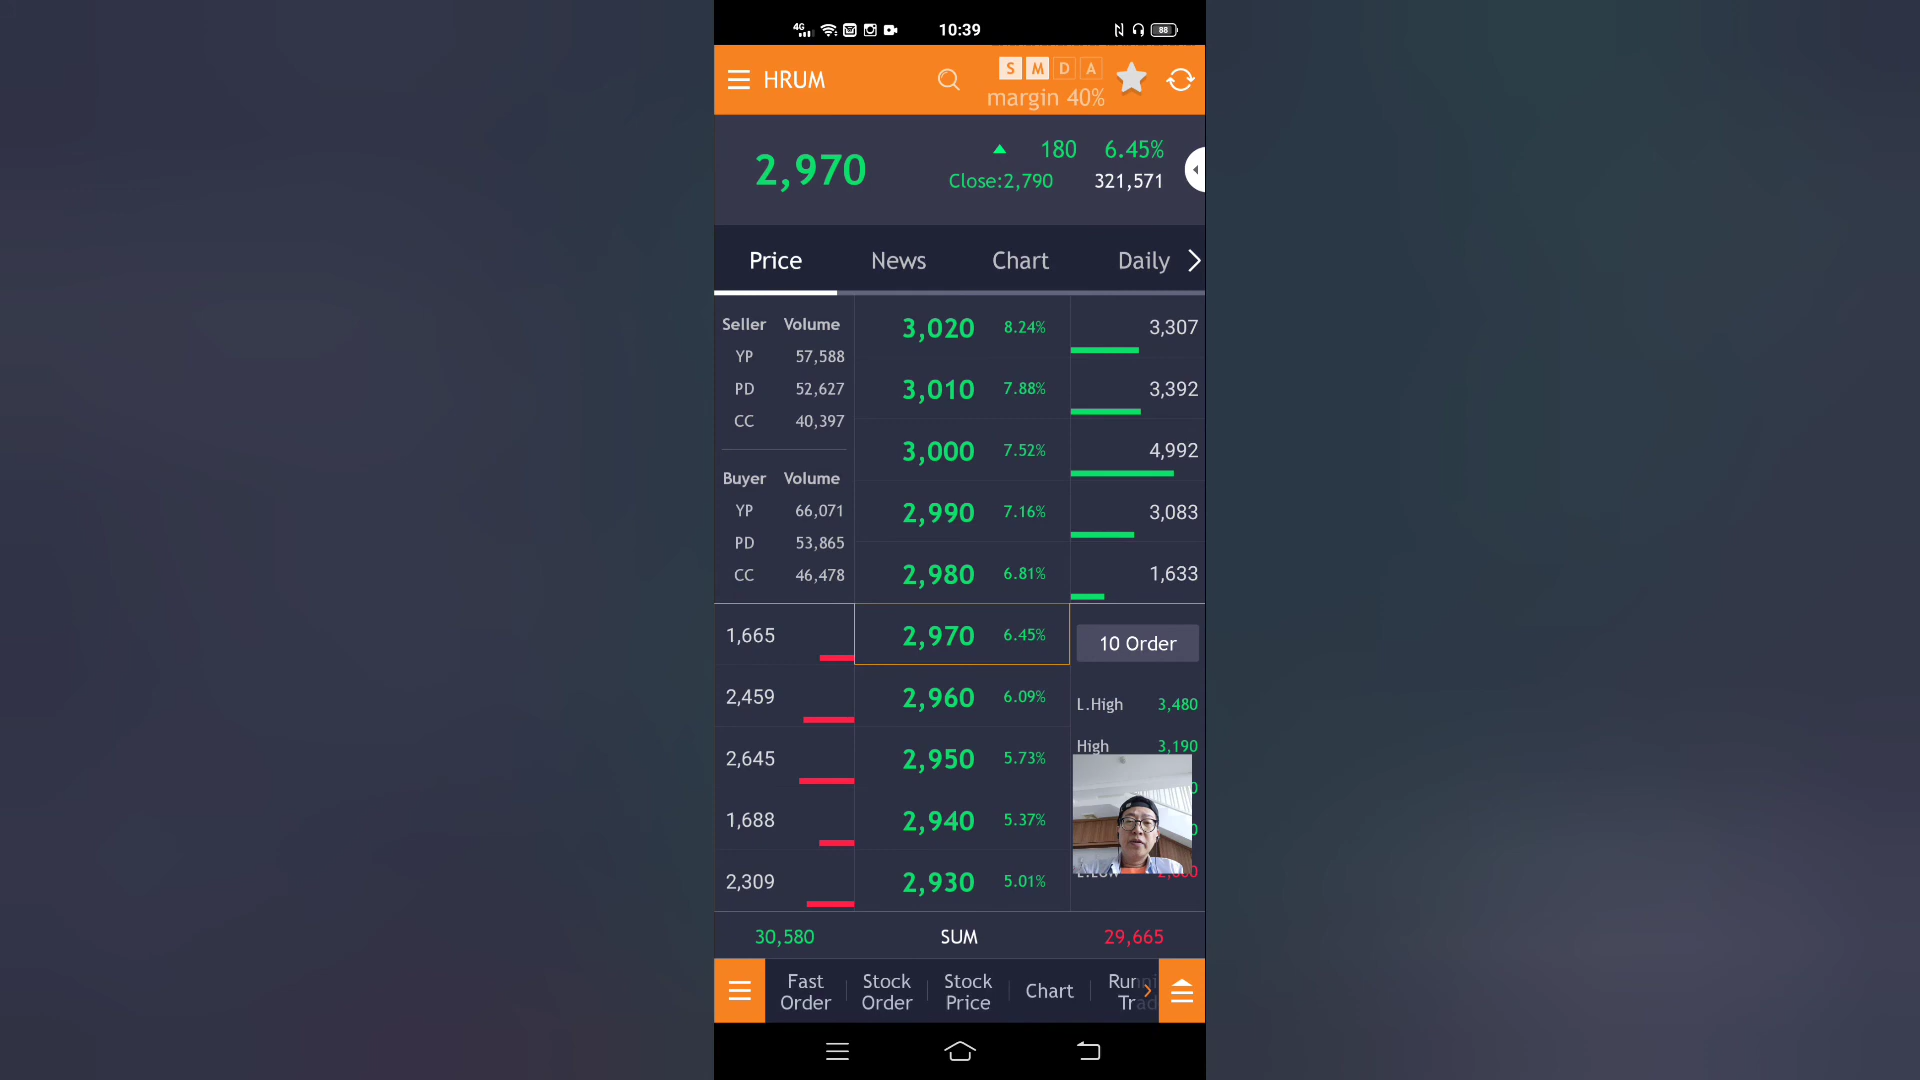 4G 10:39 88
HRUM S M D A
margin 40%
2,970 ▲ 180 6.45%
Close:2,790 321,571
Price News Chart Daily
Seller Volume 3,020 8.24% 3,307
YP 57,588
PD 52,627 3,010 7.88% 3,392
CC 40,397
3,000 7.52% 4,992
Buyer Volume
YP 66,071 2,990 7.16% 3,083
PD 53,865
CC 46,478 2,980 6.81% 1,633
1,665 2,970 6.45% 10 Order
2,459 2,960 6.09% L.High 3,480
High 3,190
2,645 2,950 5.73%
1,688 2,940 5.37%
2,309 2,930 5.01%
30,580 SUM 29,665
Fast Order Stock Order Stock Price Chart